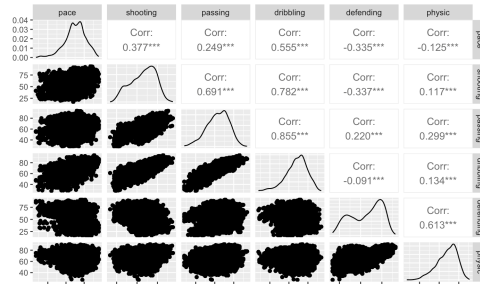 pace shooting passing dribbling defending physic
0.04
0.03
0.02
0.01
0.00
Corr: Corr: Corr: Corr: Corr:
0.377*** 0.249*** 0.555*** -0.335*** -0.125***
pace
75
50
25
Corr: Corr: Corr: Corr:
0.691*** 0.782*** -0.337*** 0.117***
shooting
80
60
40
Corr: Corr: Corr:
0.855*** 0.220*** 0.299***
passing
80
60
40
Corr: Corr:
-0.091*** 0.134***
dribbling
75
50
25
Corr:
0.613***
defending
80
60
40
physic